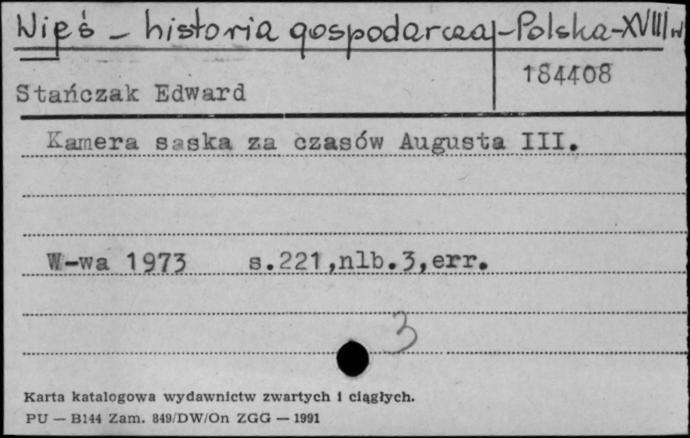 Wieś - historia gospodarcza - Polska - XVIII w
184408
Stańczak Edward
Kamera saska za czasów Augusta III.
W-wa 1973 s.221,nlb.3,err.
3
Karta katalogowa wydawnictw zwartych i ciągłych.
PU — B144 Zam. 849/DW/On ZGG — 1991